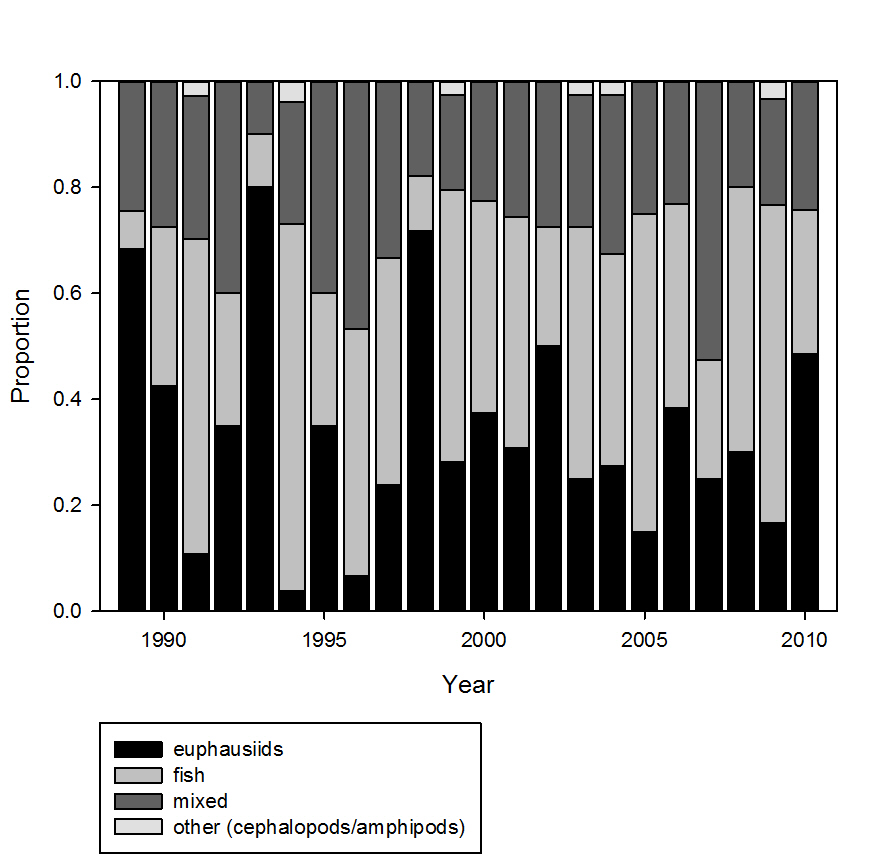 1.0
0.8
0.6
0.4
0.2
0.0
Proportion
1990 1995 2000 2005 2010
Year
euphausiids
fish
mixed
other (cephalopods/amphipods)